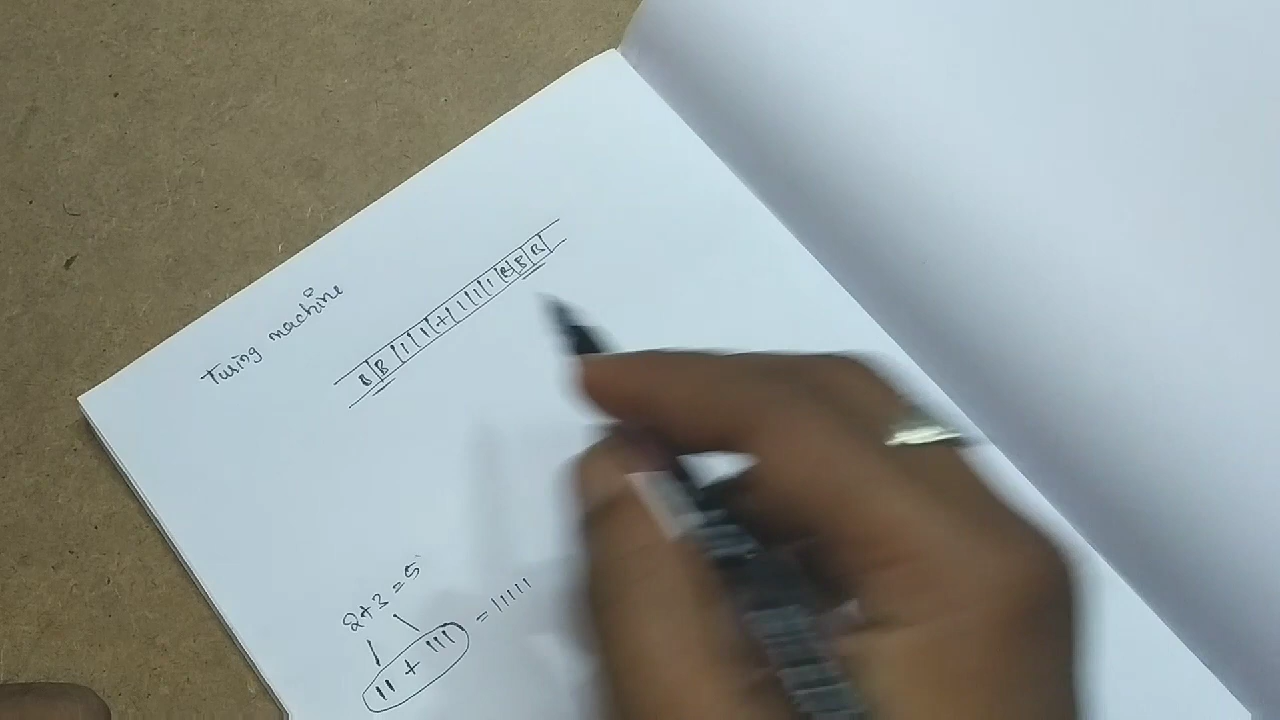 Turing machine
B B 1 1 + 1 1 1 B B B
2+3 = 5
11 + 111 = 11111